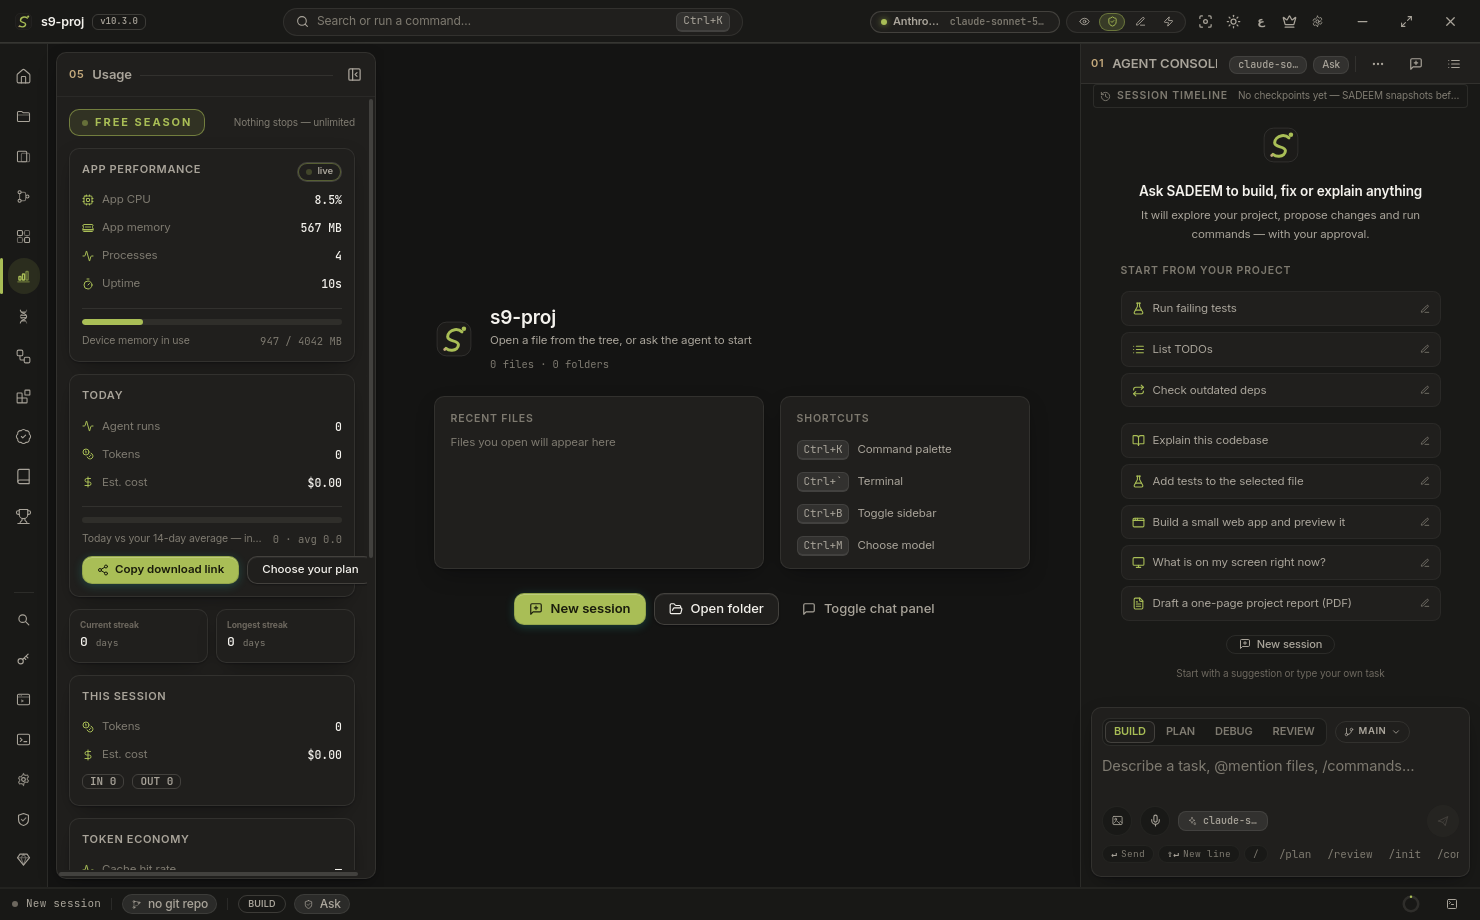 s9-proj v10.3.0
Search or run a command... Ctrl+K
Anthro... claude-sonnet-5...
ع
05 Usage
FREE SEASON
Nothing stops — unlimited
APP PERFORMANCE
live
App CPU 8.5%
App memory 567 MB
Processes 4
Uptime 10s
Device memory in use 947 / 4042 MB
TODAY
Agent runs 0
Tokens 0
Est. cost $0.00
Today vs your 14-day average — in... 0 · avg 0.0
Copy download link
Choose your plan
Current streak
0 days
Longest streak
0 days
THIS SESSION
Tokens 0
Est. cost $0.00
IN 0 OUT 0
TOKEN ECONOMY
Cache hit rate —
s9-proj
Open a file from the tree, or ask the agent to start
0 files · 0 folders
RECENT FILES
Files you open will appear here
SHORTCUTS
Ctrl+K Command palette
Ctrl+` Terminal
Ctrl+B Toggle sidebar
Ctrl+M Choose model
New session
Open folder
Toggle chat panel
01 AGENT CONSOL
claude-so... Ask
SESSION TIMELINE No checkpoints yet — SADEEM snapshots bef...
Ask SADEEM to build, fix or explain anything
It will explore your project, propose changes and run
commands — with your approval.
START FROM YOUR PROJECT
Run failing tests
List TODOs
Check outdated deps
Explain this codebase
Add tests to the selected file
Build a small web app and preview it
What is on my screen right now?
Draft a one-page project report (PDF)
New session
Start with a suggestion or type your own task
BUILD PLAN DEBUG REVIEW MAIN
Describe a task, @mention files, /commands...
claude-s...
↵ Send ⇧↵ New line / /plan /review /init /con
New session no git repo BUILD Ask